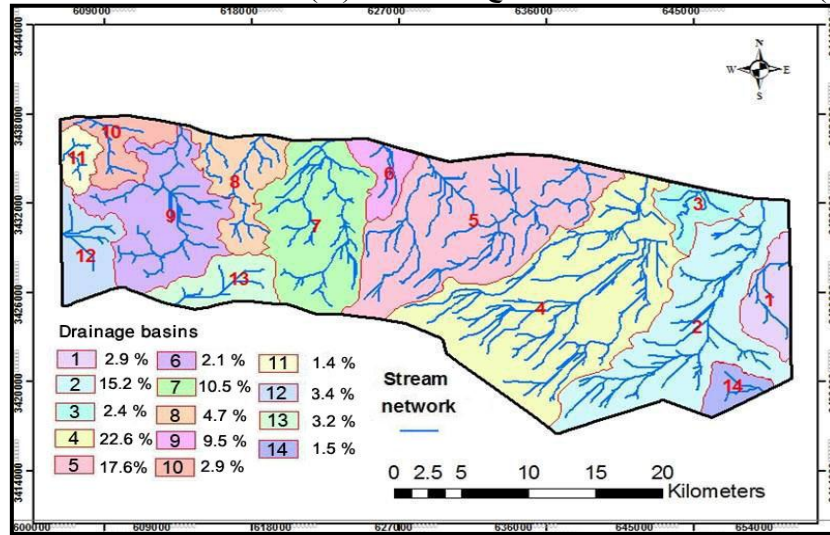 609000 618000 627000 636000 645000
3444000
3438000
3432000
3426000
3420000
3414000
N
W E
S
10
11
9
8
12
13
7
6
5
4
3
2
1
14
Drainage basins
1 2.9 % 6 2.1 % 11 1.4 %
2 15.2 % 7 10.5 % 12 3.4 %
3 2.4 % 8 4.7 % 13 3.2 %
4 22.6 % 9 9.5 % 14 1.5 %
5 17.6% 10 2.9 %
Stream
network
0 2.5 5 10 15 20
Kilometers
600000 609000 618000 627000 636000 645000 654000